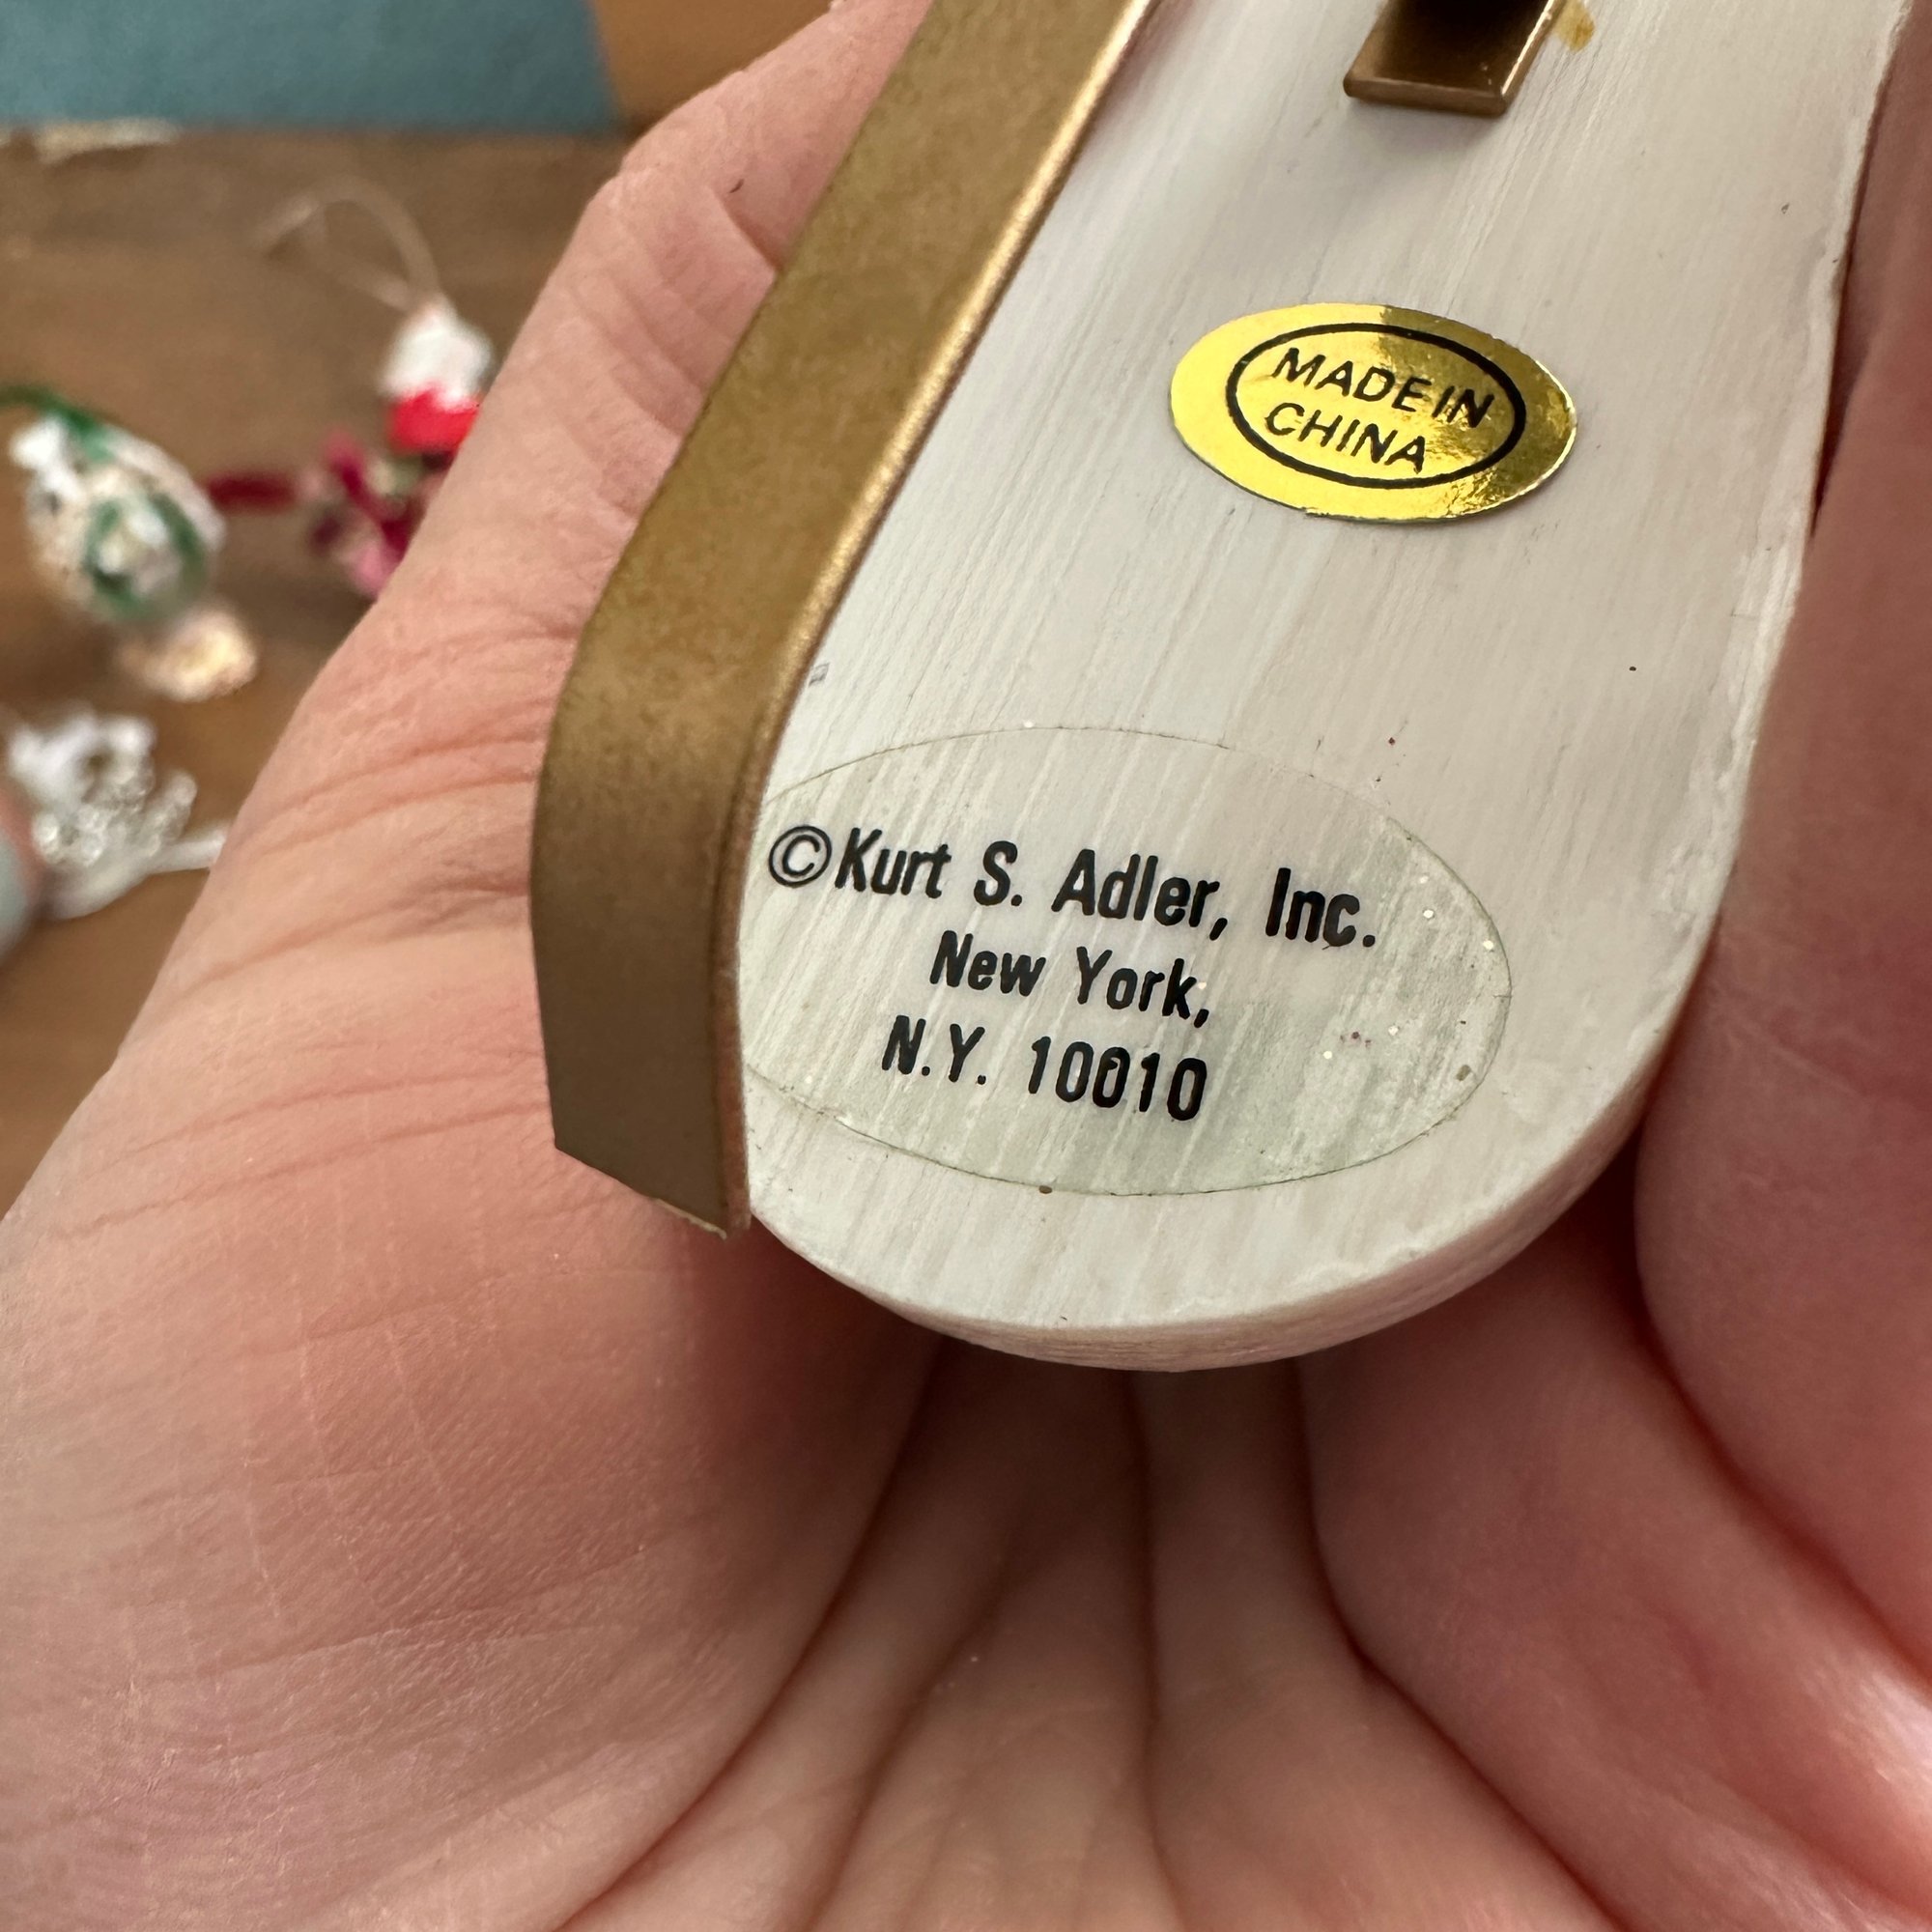 MADE IN
CHINA
©Kurt S. Adler, Inc.
New York,
N.Y. 10010